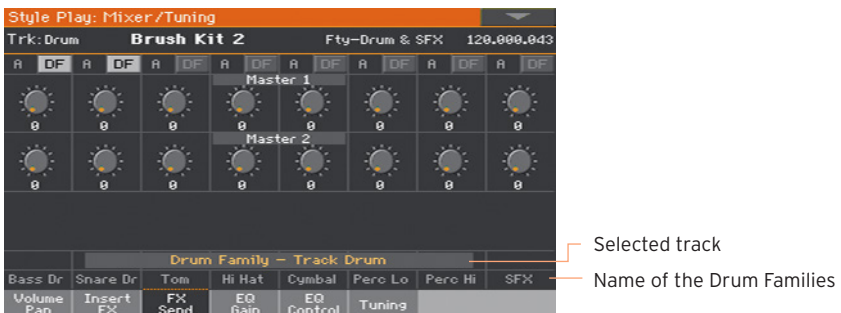 Style Play: Mixer/Tuning
Trk:Drum Brush Kit 2 Fty-Drum & SFX 120.000.043
A DF A DF A DF A DF A DF A DF A DF A DF
Master 1
0 0 0 0 0 0 0 0
Master 2
0 0 0 0 0 0 0 0
Drum Family - Track Drum
Selected track
Bass Dr Snare Dr Tom Hi Hat Cymbal Perc Lo Perc Hi SFX
Name of the Drum Families
Volume Insert FX EQ EQ Tuning
Pan FX Send Gain Control